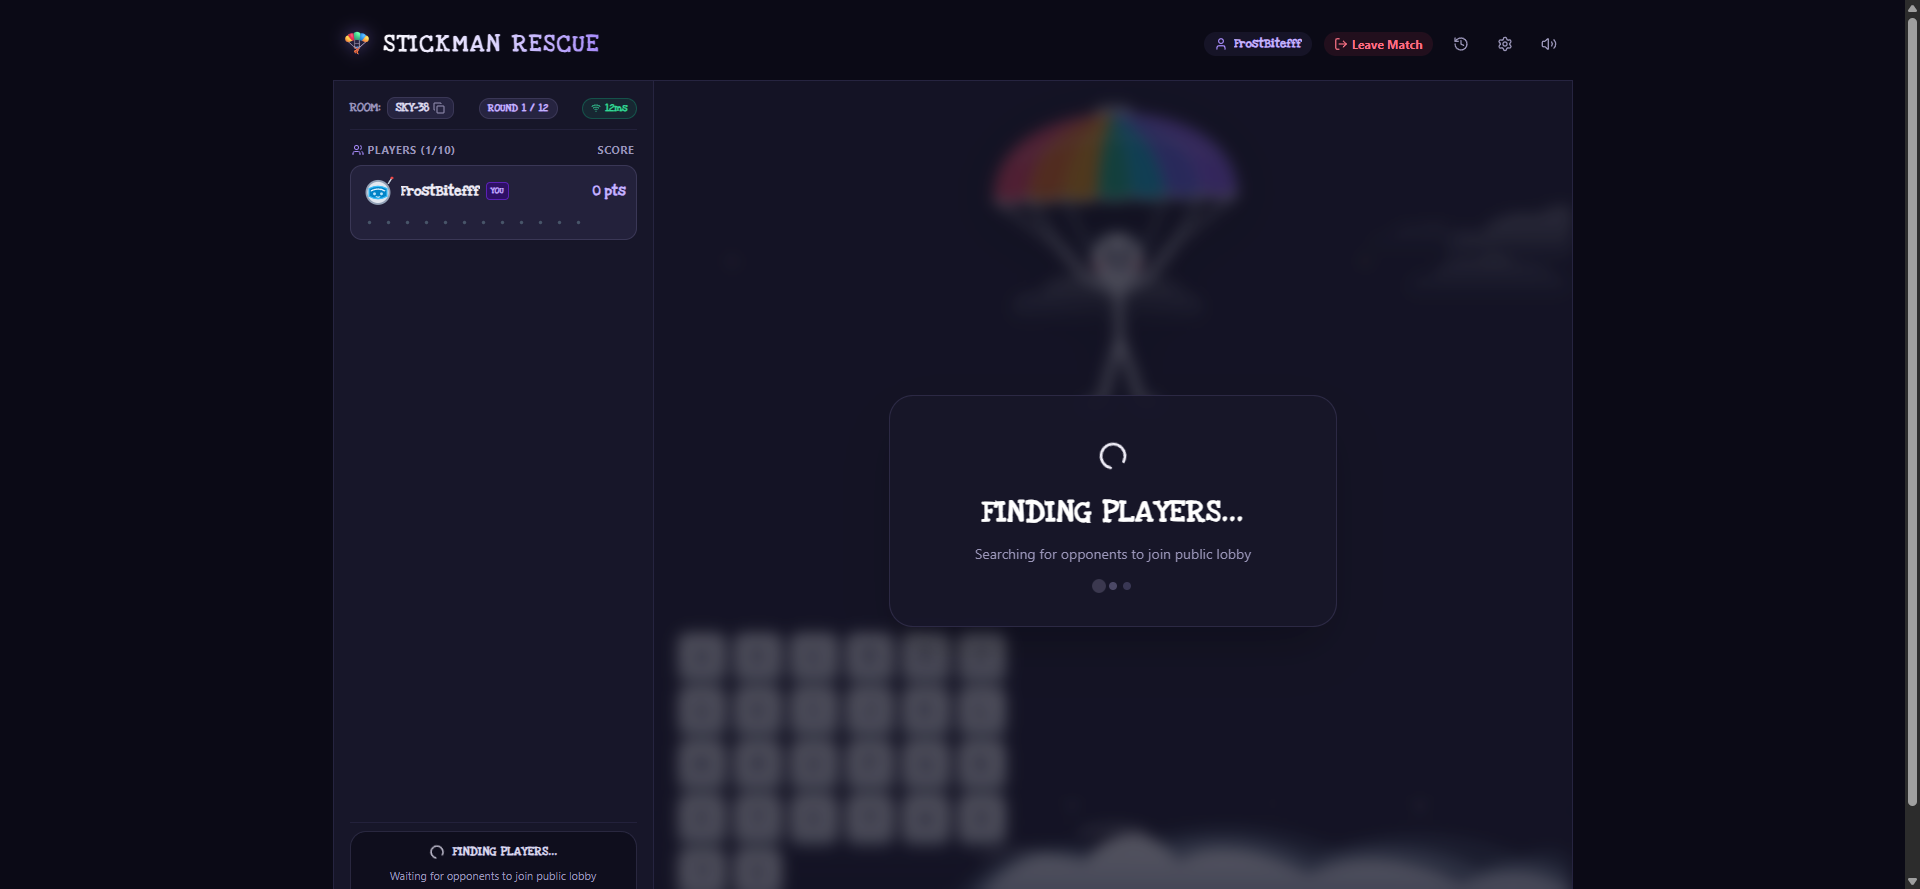 STICKMAN RESCUE
FrostBitefff
Leave Match
ROOM: SKY-38
ROUND 1 / 12
12ms
PLAYERS (1/10)
SCORE
FrostBitefff YOU
0 pts
FINDING PLAYERS...
Searching for opponents to join public lobby
FINDING PLAYERS...
Waiting for opponents to join public lobby